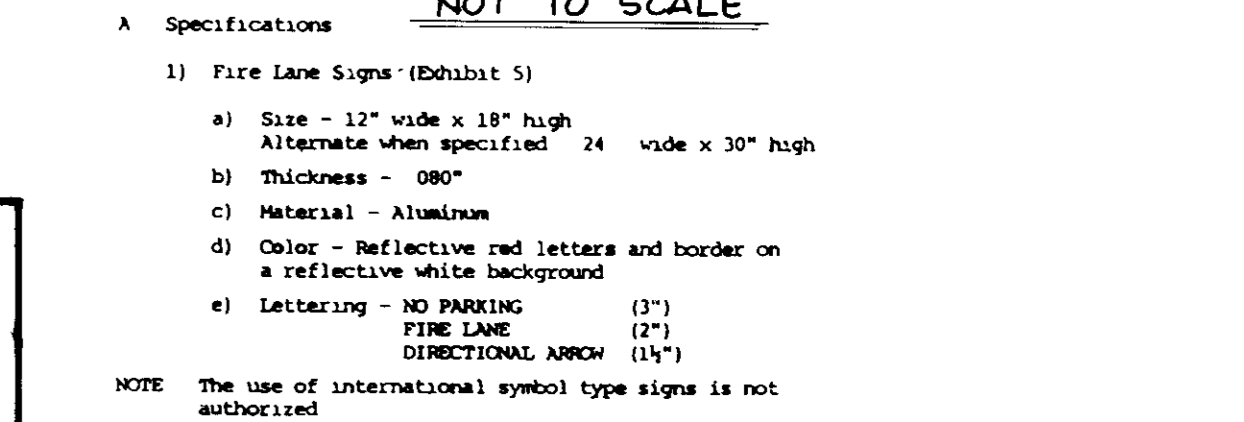 NOT TO SCALE
A Specifications
1) Fire Lane Signs (Exhibit 5)
a) Size - 12" wide x 18" high
Alternate when specified 24 wide x 30" high
b) Thickness - 080"
c) Material - Aluminum
d) Color - Reflective red letters and border on
a reflective white background
e) Lettering - NO PARKING (3")
FIRE LANE (2")
DIRECTIONAL ARROW (1½")
NOTE The use of international symbol type signs is not
authorized